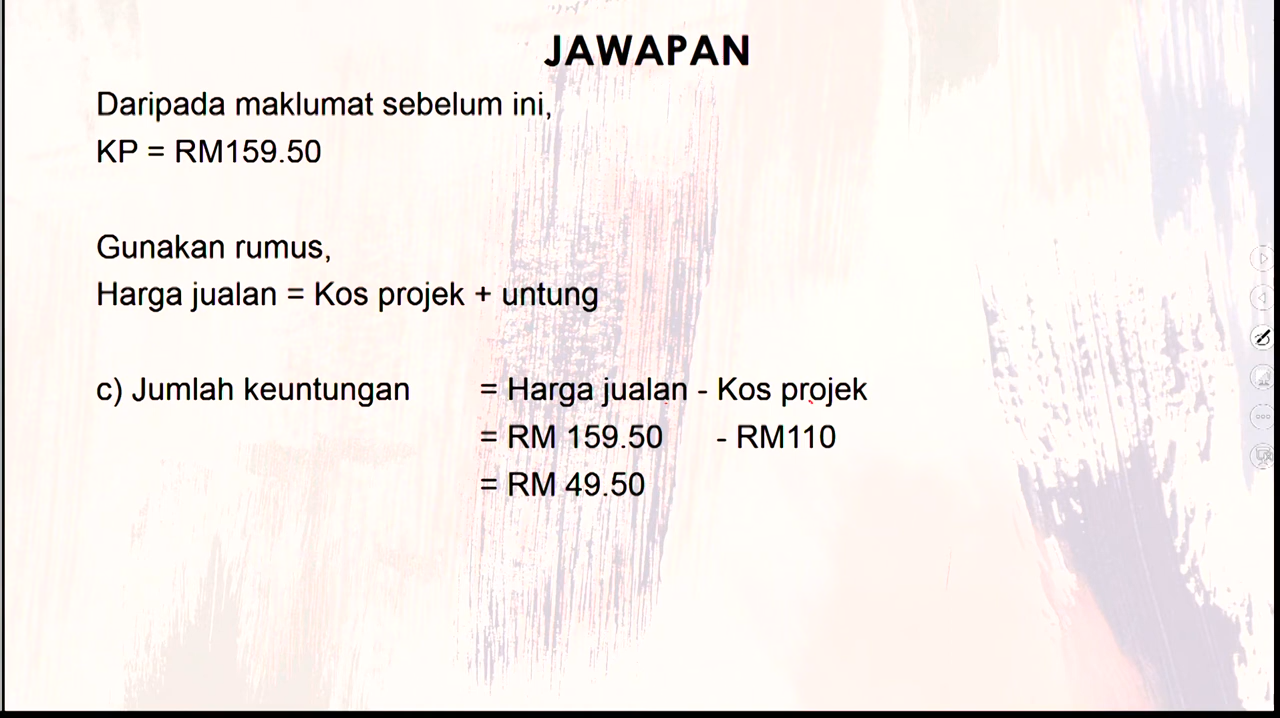 JAWAPAN
Daripada maklumat sebelum ini,
KP = RM159.50
Gunakan rumus,
Harga jualan = Kos projek + untung
c) Jumlah keuntungan = Harga jualan - Kos projek
= RM 159.50 - RM110
= RM 49.50